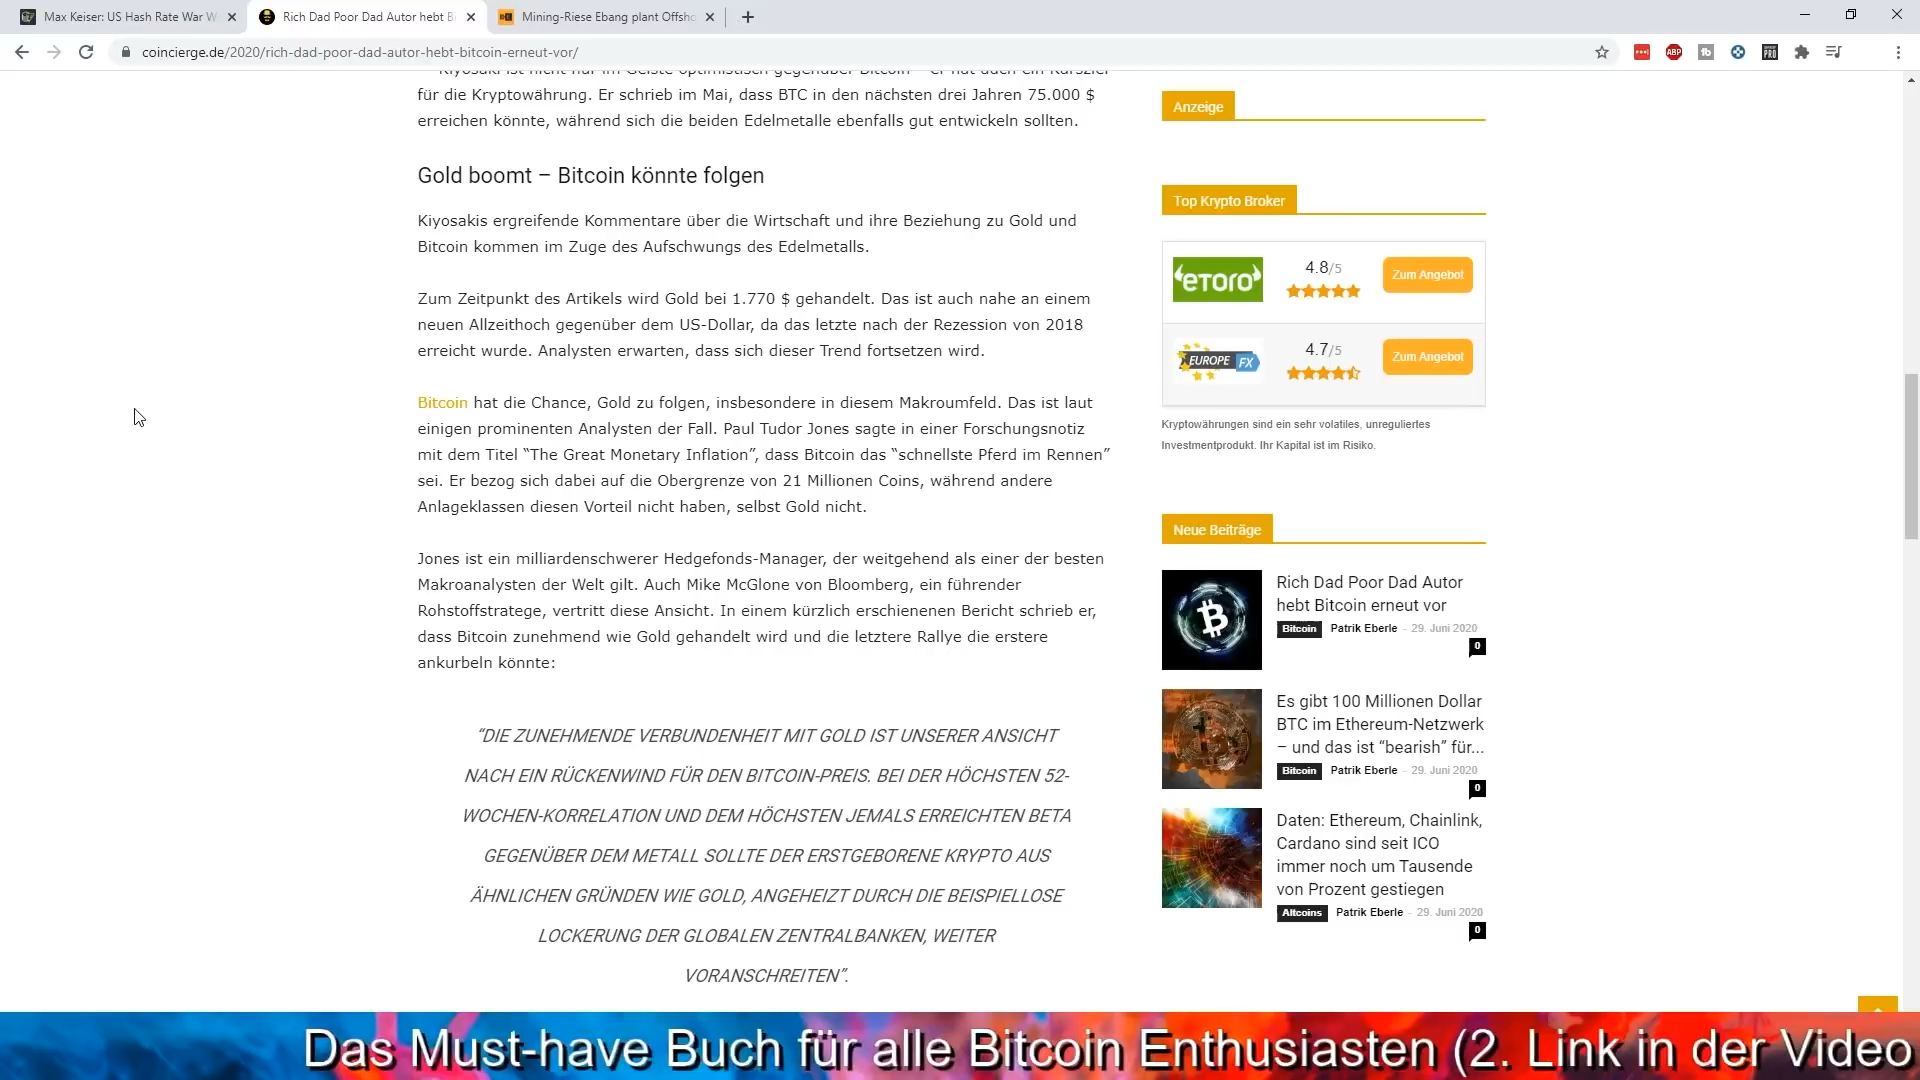 Max Keiser: US Hash Rate War W
Rich Dad Poor Dad Autor hebt Bi
Mining-Riese Ebang plant Offsho
coincierge.de/2020/rich-dad-poor-dad-autor-hebt-bitcoin-erneut-vor/
ABP
PRO
Kiyosaki ist nicht nur im Geiste optimistisch gegenüber Bitcoin – er hat auch ein Kursziel
für die Kryptowährung. Er schrieb im Mai, dass BTC in den nächsten drei Jahren 75.000 $
erreichen könnte, während sich die beiden Edelmetalle ebenfalls gut entwickeln sollten.
Gold boomt – Bitcoin könnte folgen
Kiyosakis ergreifende Kommentare über die Wirtschaft und ihre Beziehung zu Gold und
Bitcoin kommen im Zuge des Aufschwungs des Edelmetalls.
Zum Zeitpunkt des Artikels wird Gold bei 1.770 $ gehandelt. Das ist auch nahe an einem
neuen Allzeithoch gegenüber dem US-Dollar, da das letzte nach der Rezession von 2018
erreicht wurde. Analysten erwarten, dass sich dieser Trend fortsetzen wird.
Bitcoin hat die Chance, Gold zu folgen, insbesondere in diesem Makroumfeld. Das ist laut
einigen prominenten Analysten der Fall. Paul Tudor Jones sagte in einer Forschungsnotiz
mit dem Titel “The Great Monetary Inflation”, dass Bitcoin das “schnellste Pferd im Rennen”
sei. Er bezog sich dabei auf die Obergrenze von 21 Millionen Coins, während andere
Anlageklassen diesen Vorteil nicht haben, selbst Gold nicht.
Jones ist ein milliardenschwerer Hedgefonds-Manager, der weitgehend als einer der besten
Makroanalysten der Welt gilt. Auch Mike McGlone von Bloomberg, ein führender
Rohstoffstratege, vertritt diese Ansicht. In einem kürzlich erschienenen Bericht schrieb er,
dass Bitcoin zunehmend wie Gold gehandelt wird und die letztere Rallye die erstere
ankurbeln könnte:
“DIE ZUNEHMENDE VERBUNDENHEIT MIT GOLD IST UNSERER ANSICHT
NACH EIN RÜCKENWIND FÜR DEN BITCOIN-PREIS. BEI DER HÖCHSTEN 52-
WOCHEN-KORRELATION UND DEM HÖCHSTEN JEMALS ERREICHTEN BETA
GEGENÜBER DEM METALL SOLLTE DER ERSTGEBORENE KRYPTO AUS
ÄHNLICHEN GRÜNDEN WIE GOLD, ANGEHEIZT DURCH DIE BEISPIELLOSE
LOCKERUNG DER GLOBALEN ZENTRALBANKEN, WEITER
VORANSCHREITEN”.
Anzeige
Top Krypto Broker
eToro
4.8/5
Zum Angebot
EUROPE FX
4.7/5
Zum Angebot
Kryptowährungen sind ein sehr volatiles, unreguliertes
Investmentprodukt. Ihr Kapital ist im Risiko.
Neue Beiträge
Rich Dad Poor Dad Autor
hebt Bitcoin erneut vor
Bitcoin Patrik Eberle - 29. Juni 2020
0
Es gibt 100 Millionen Dollar
BTC im Ethereum-Netzwerk
– und das ist “bearish” für...
Bitcoin Patrik Eberle - 29. Juni 2020
0
Daten: Ethereum, Chainlink,
Cardano sind seit ICO
immer noch um Tausende
von Prozent gestiegen
Altcoins Patrik Eberle - 29. Juni 2020
0
Das Must-have Buch für alle Bitcoin Enthusiasten (2. Link in der Video